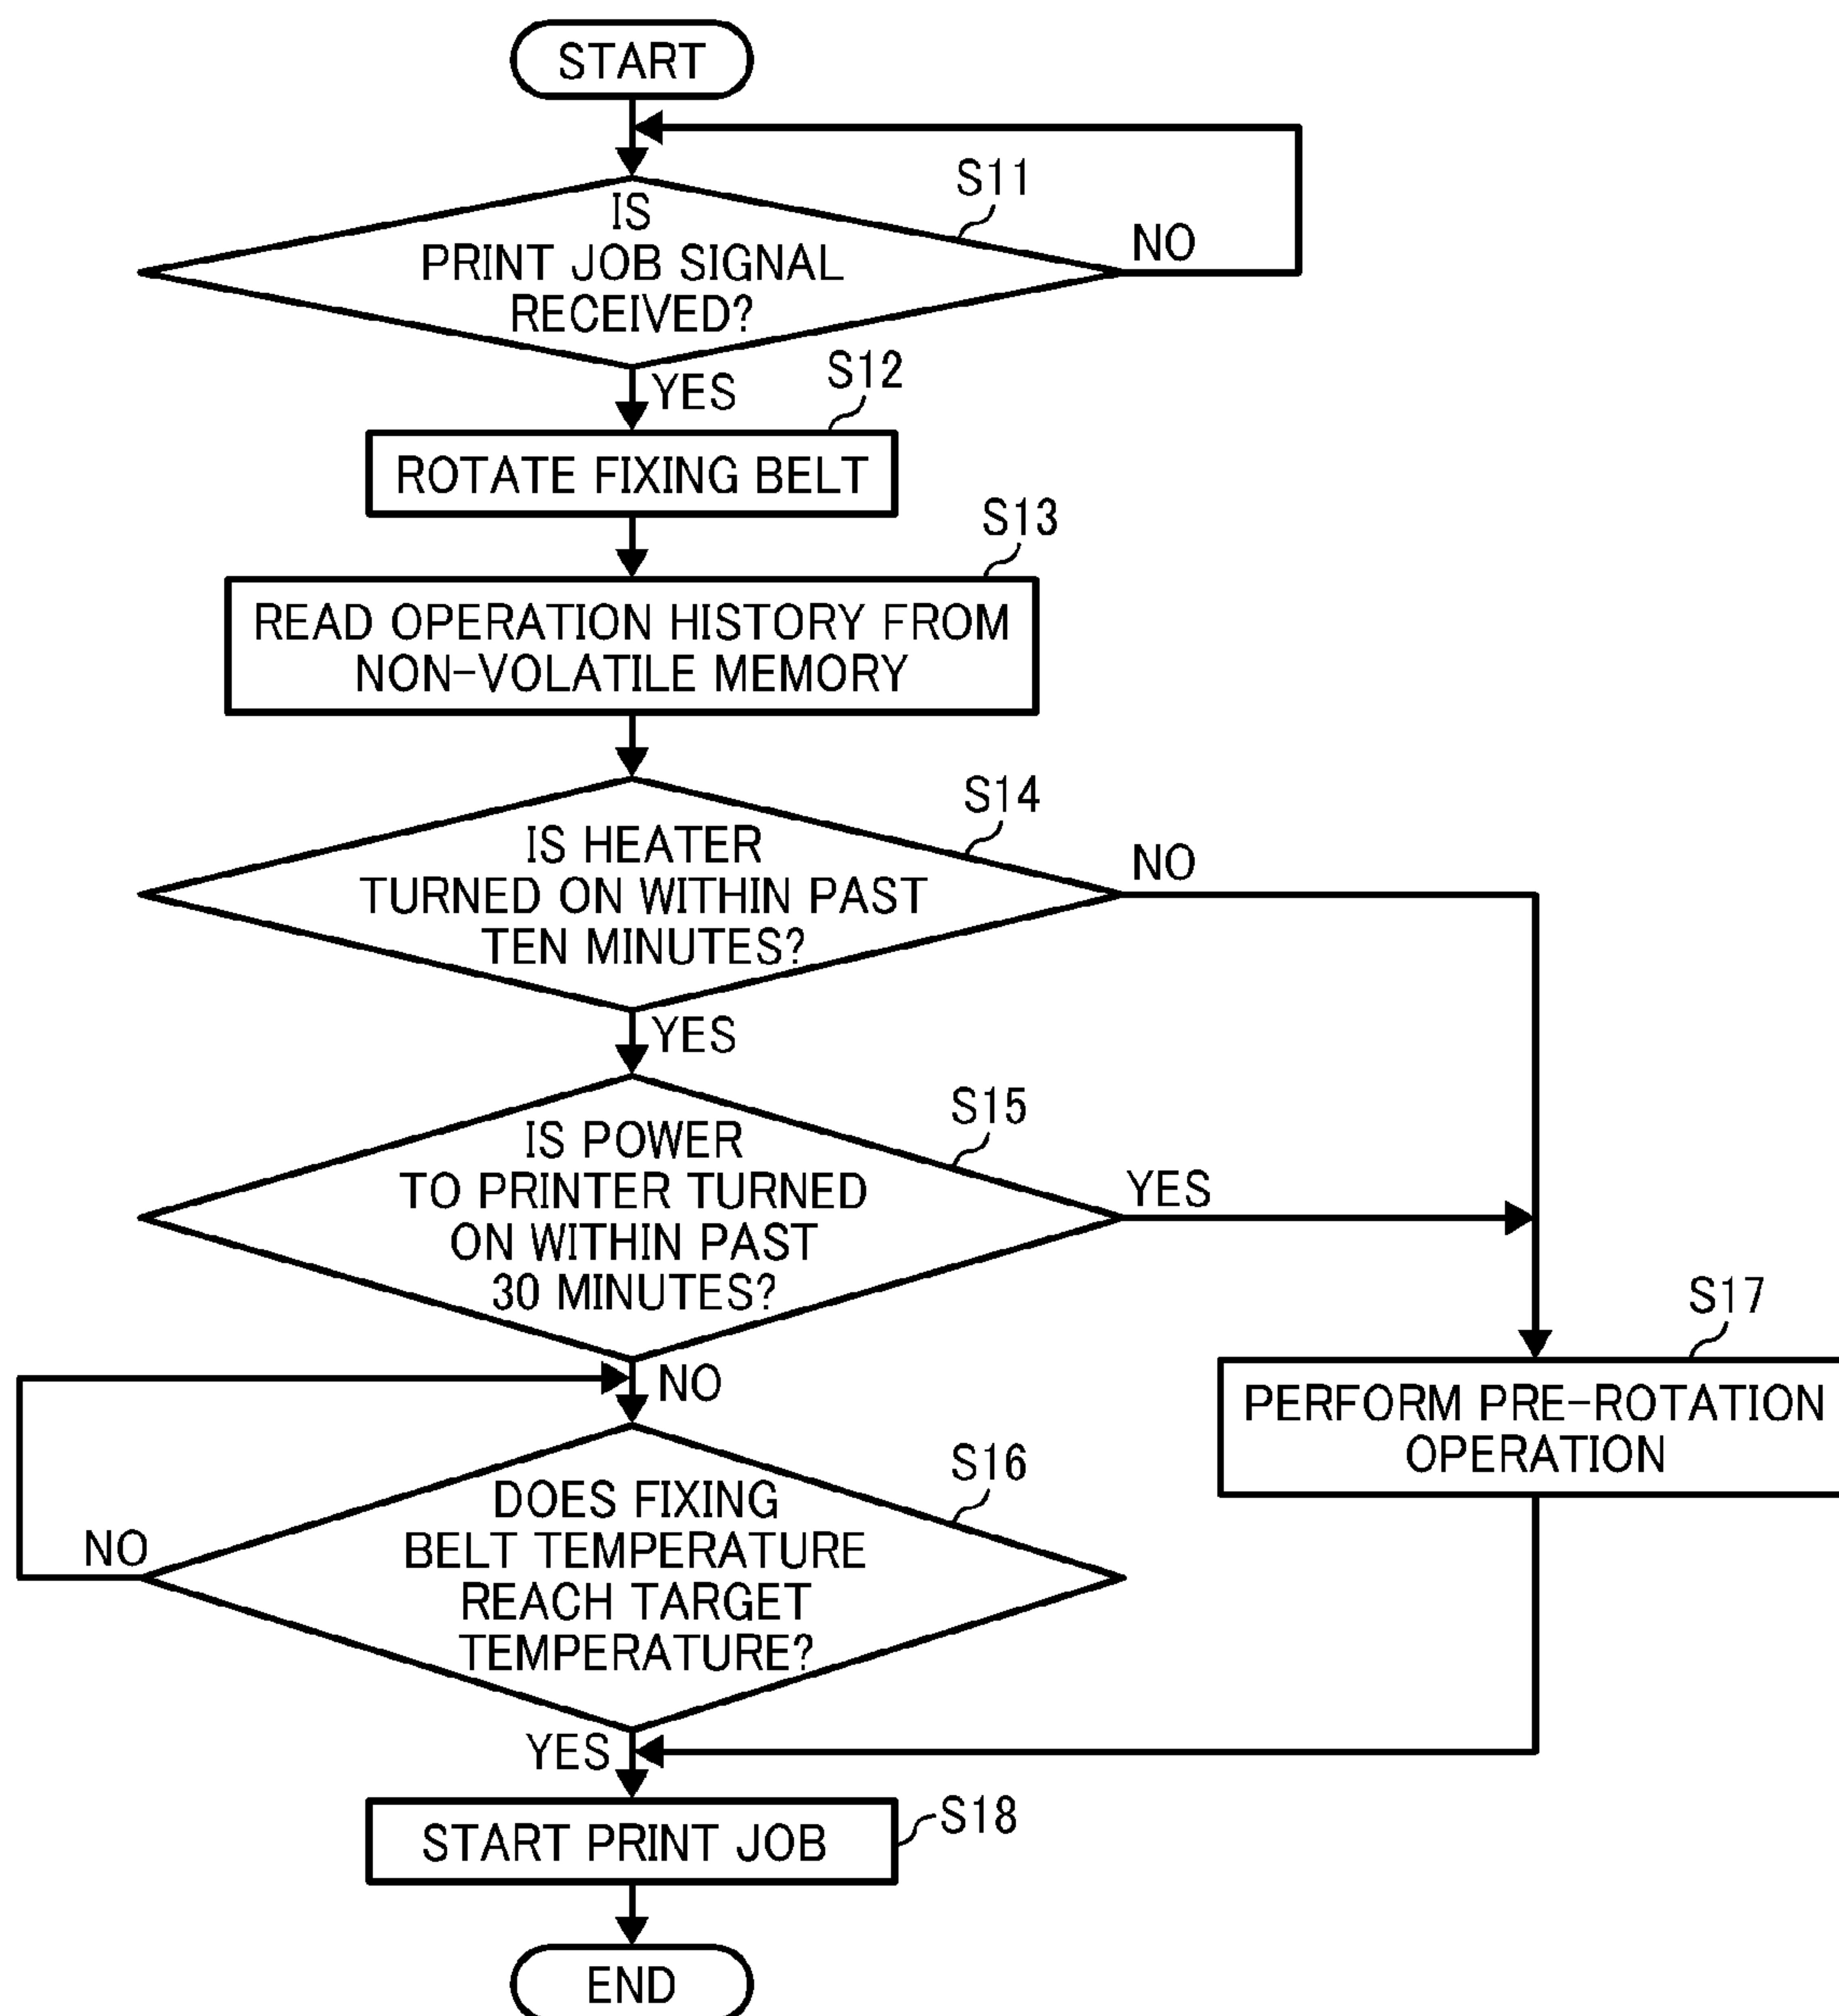 START
S11
IS
PRINT JOB SIGNAL
RECEIVED?
NO
YES
S12
ROTATE FIXING BELT
S13
READ OPERATION HISTORY FROM
NON-VOLATILE MEMORY
S14
IS HEATER
TURNED ON WITHIN PAST
TEN MINUTES?
NO
YES
S15
IS POWER
TO PRINTER TURNED
ON WITHIN PAST
30 MINUTES?
YES
NO
S17
PERFORM PRE-ROTATION
OPERATION
S16
DOES FIXING
BELT TEMPERATURE
REACH TARGET
TEMPERATURE?
NO
YES
S18
START PRINT JOB
END